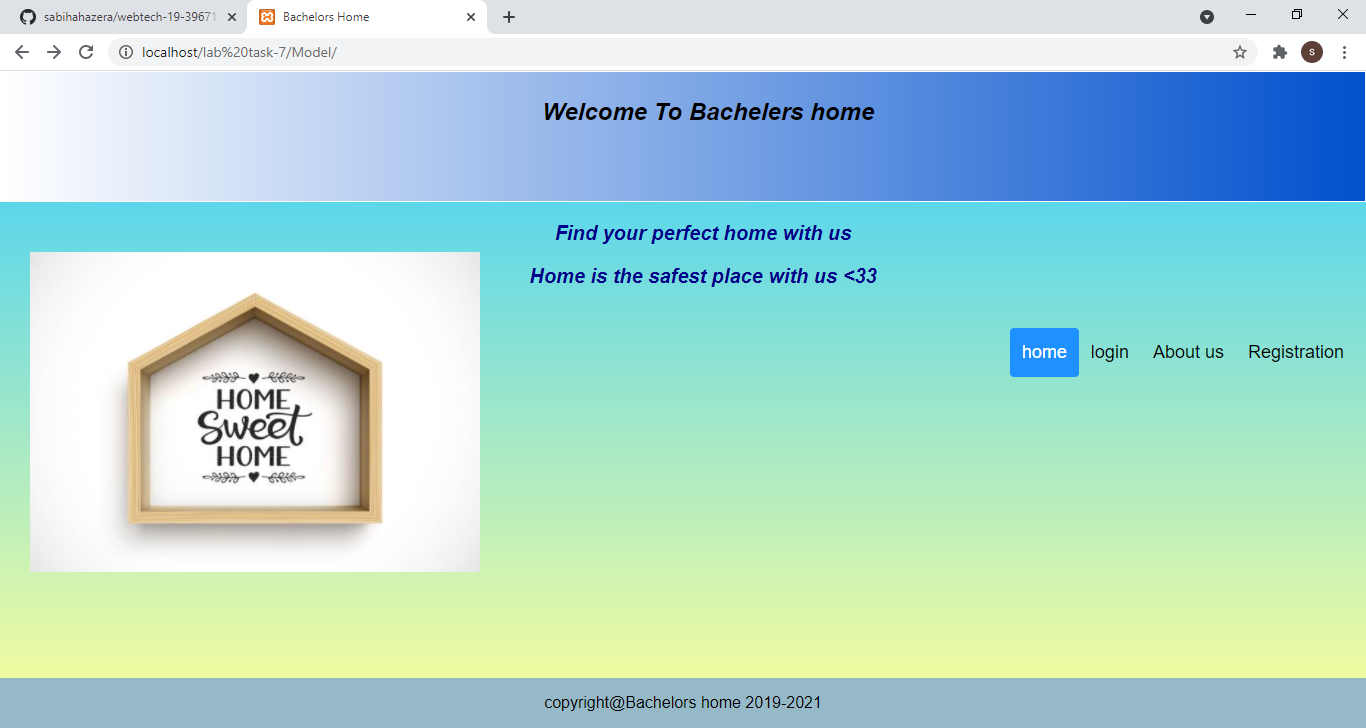 sabihahazera/webtech-19-39671
Bachelors Home
localhost/lab%20task-7/Model/
S
Welcome To Bachelers home
Find your perfect home with us
Home is the safest place with us <33
home login About us Registration
HOME
Sweet
HOME
copyright@Bachelors home 2019-2021